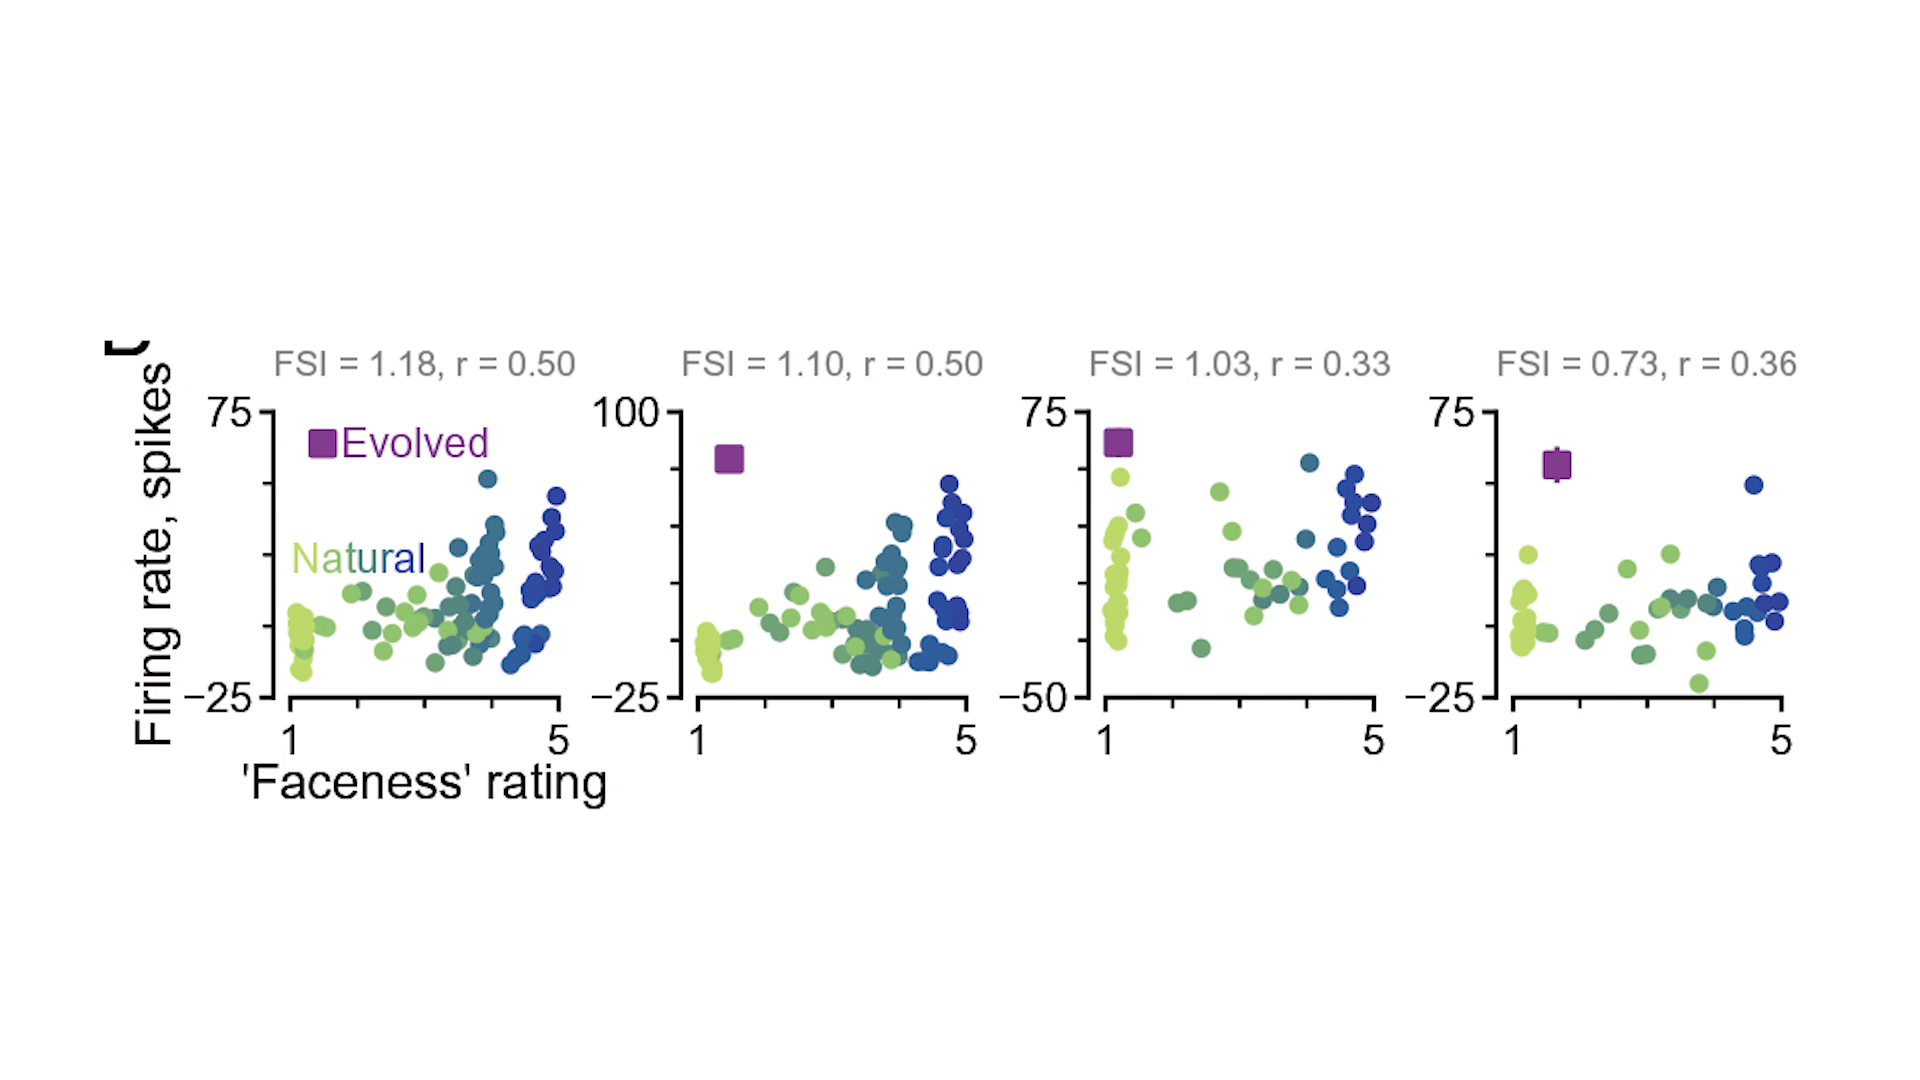 FSI = 1.18, r = 0.50
FSI = 1.10, r = 0.50
FSI = 1.03, r = 0.33
FSI = 0.73, r = 0.36
Firing rate, spikes
75
Evolved
Natural
−25
1
5
'Faceness' rating
100
−25
1
5
75
−50
1
5
75
−25
1
5